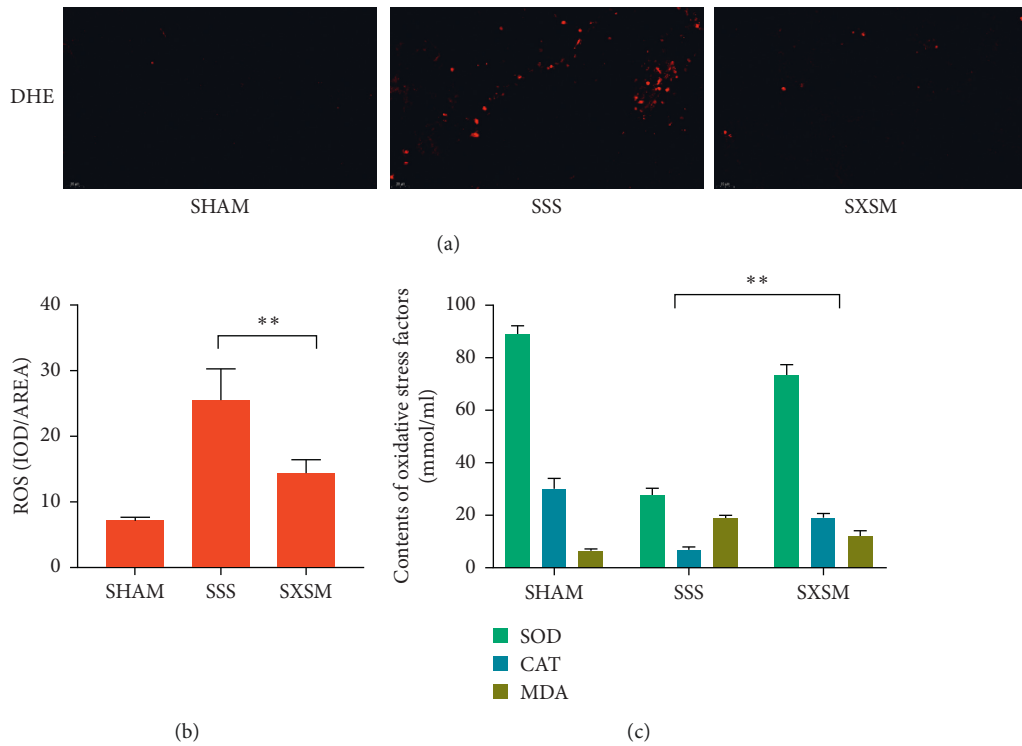 DHE
SHAM
SSS
SXSM
(a)
40
30
20
10
0
ROS (IOD/AREA)
**
SHAM
SSS
SXSM
(b)
100
80
60
40
20
0
Contents of oxidative stress factors
(mmol/ml)
**
SHAM
SSS
SXSM
SOD
CAT
MDA
(c)